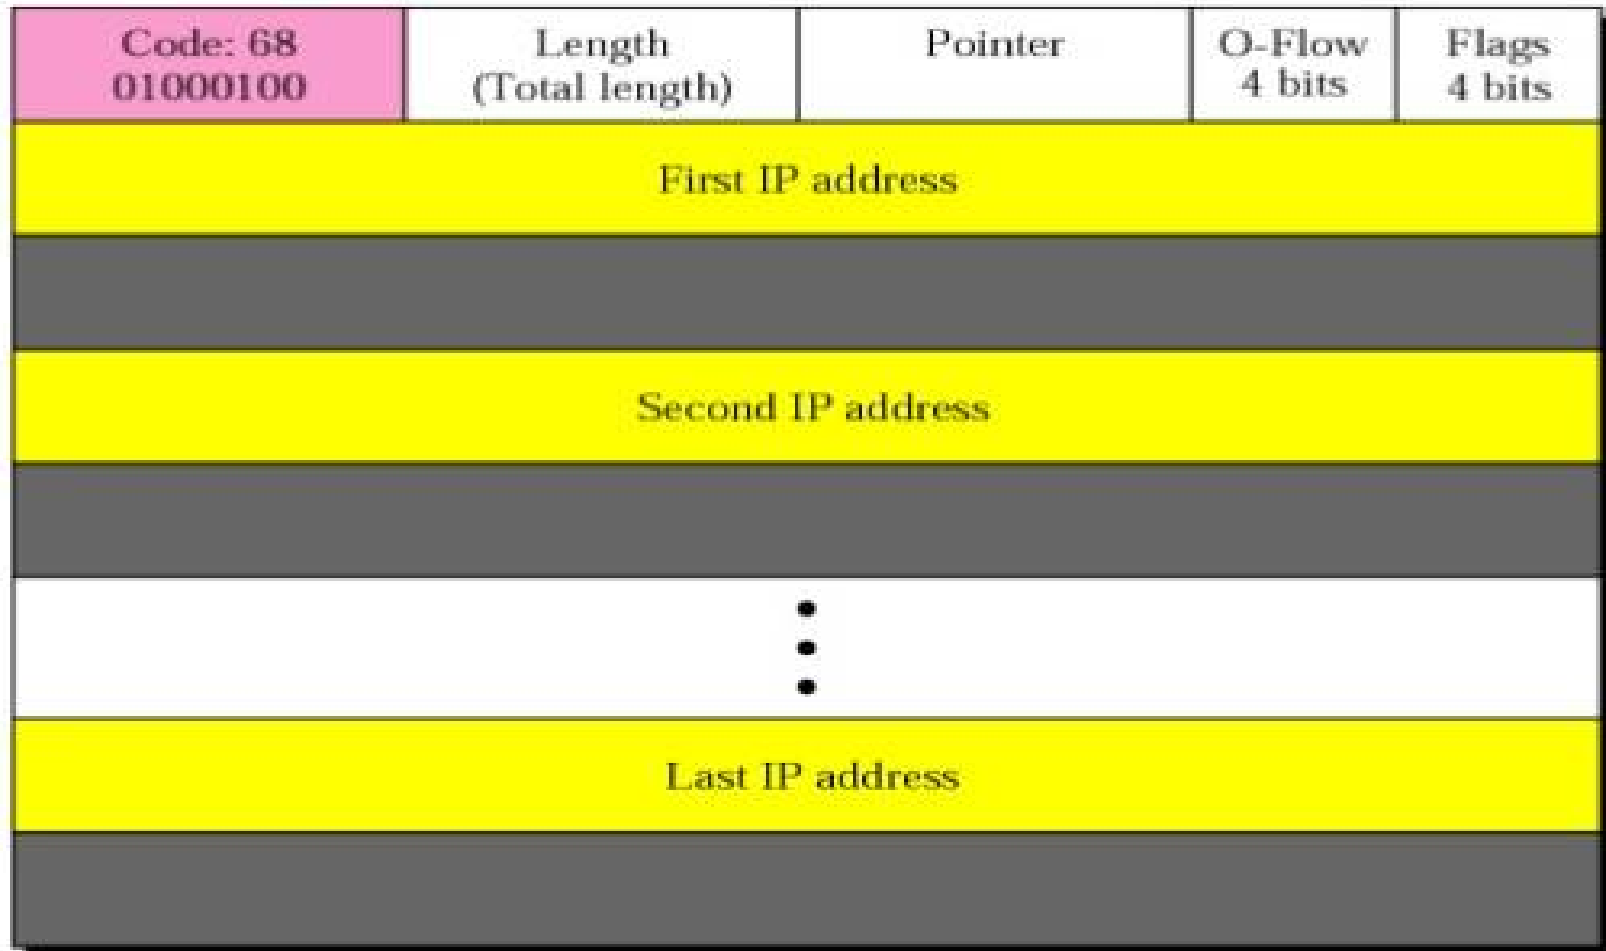 Code: 68
01000100
Length
(Total length)
Pointer
O-Flow
4 bits
Flags
4 bits
First IP address
Second IP address
Last IP address